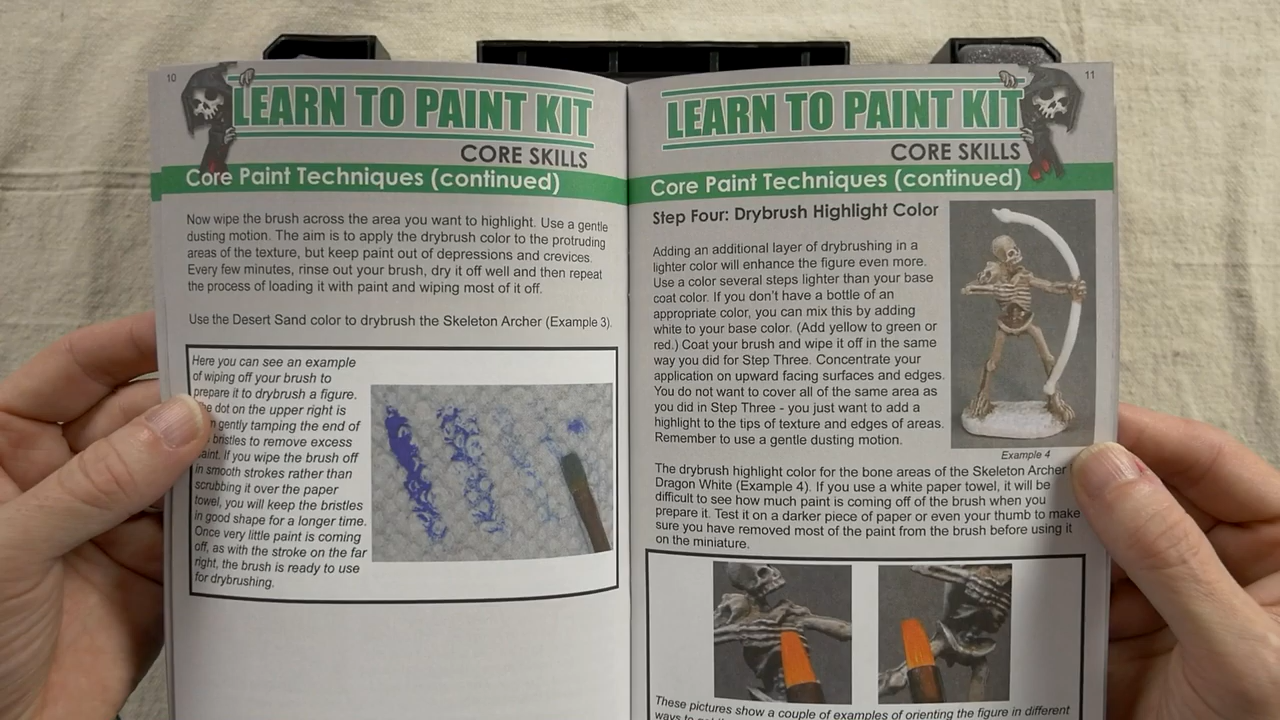 10
LEARN TO PAINT KIT
CORE SKILLS
Core Paint Techniques (continued)
Now wipe the brush across the area you want to highlight. Use a gentle
dusting motion. The aim is to apply the drybrush color to the protruding
areas of the texture, but keep paint out of depressions and crevices.
Every few minutes, rinse out your brush, dry it off well and then repeat
the process of loading it with paint and wiping most of it off.
Use the Desert Sand color to drybrush the Skeleton Archer (Example 3).
Here you can see an example
of wiping off your brush to
prepare it to drybrush a figure.
dot on the upper right is
gently tamping the end of
bristles to remove excess
paint. If you wipe the brush off
in smooth strokes rather than
scrubbing it over the paper
towel, you will keep the bristles
in good shape for a longer time.
Once very little paint is coming
off, as with the stroke on the far
right, the brush is ready to use
for drybrushing.
11
LEARN TO PAINT KIT
CORE SKILLS
Core Paint Techniques (continued)
Step Four: Drybrush Highlight Color
Adding an additional layer of drybrushing in a
lighter color will enhance the figure even more.
Use a color several steps lighter than your base
coat color. If you don't have a bottle of an
appropriate color, you can mix this by adding
white to your base color. (Add yellow to green or
red.) Coat your brush and wipe it off in the same
way you did for Step Three. Concentrate your
application on upward facing surfaces and edges.
You do not want to cover all of the same area as
you did in Step Three - you just want to add a
highlight to the tips of texture and edges of areas.
Remember to use a gentle dusting motion.
Example 4
The drybrush highlight color for the bone areas of the Skeleton Archer
Dragon White (Example 4). If you use a white paper towel, it will be
difficult to see how much paint is coming off of the brush when you
prepare it. Test it on a darker piece of paper or even your thumb to make
sure you have removed most of the paint from the brush before using it
on the miniature.
These pictures show a couple of examples of orienting the figure in different
ways to